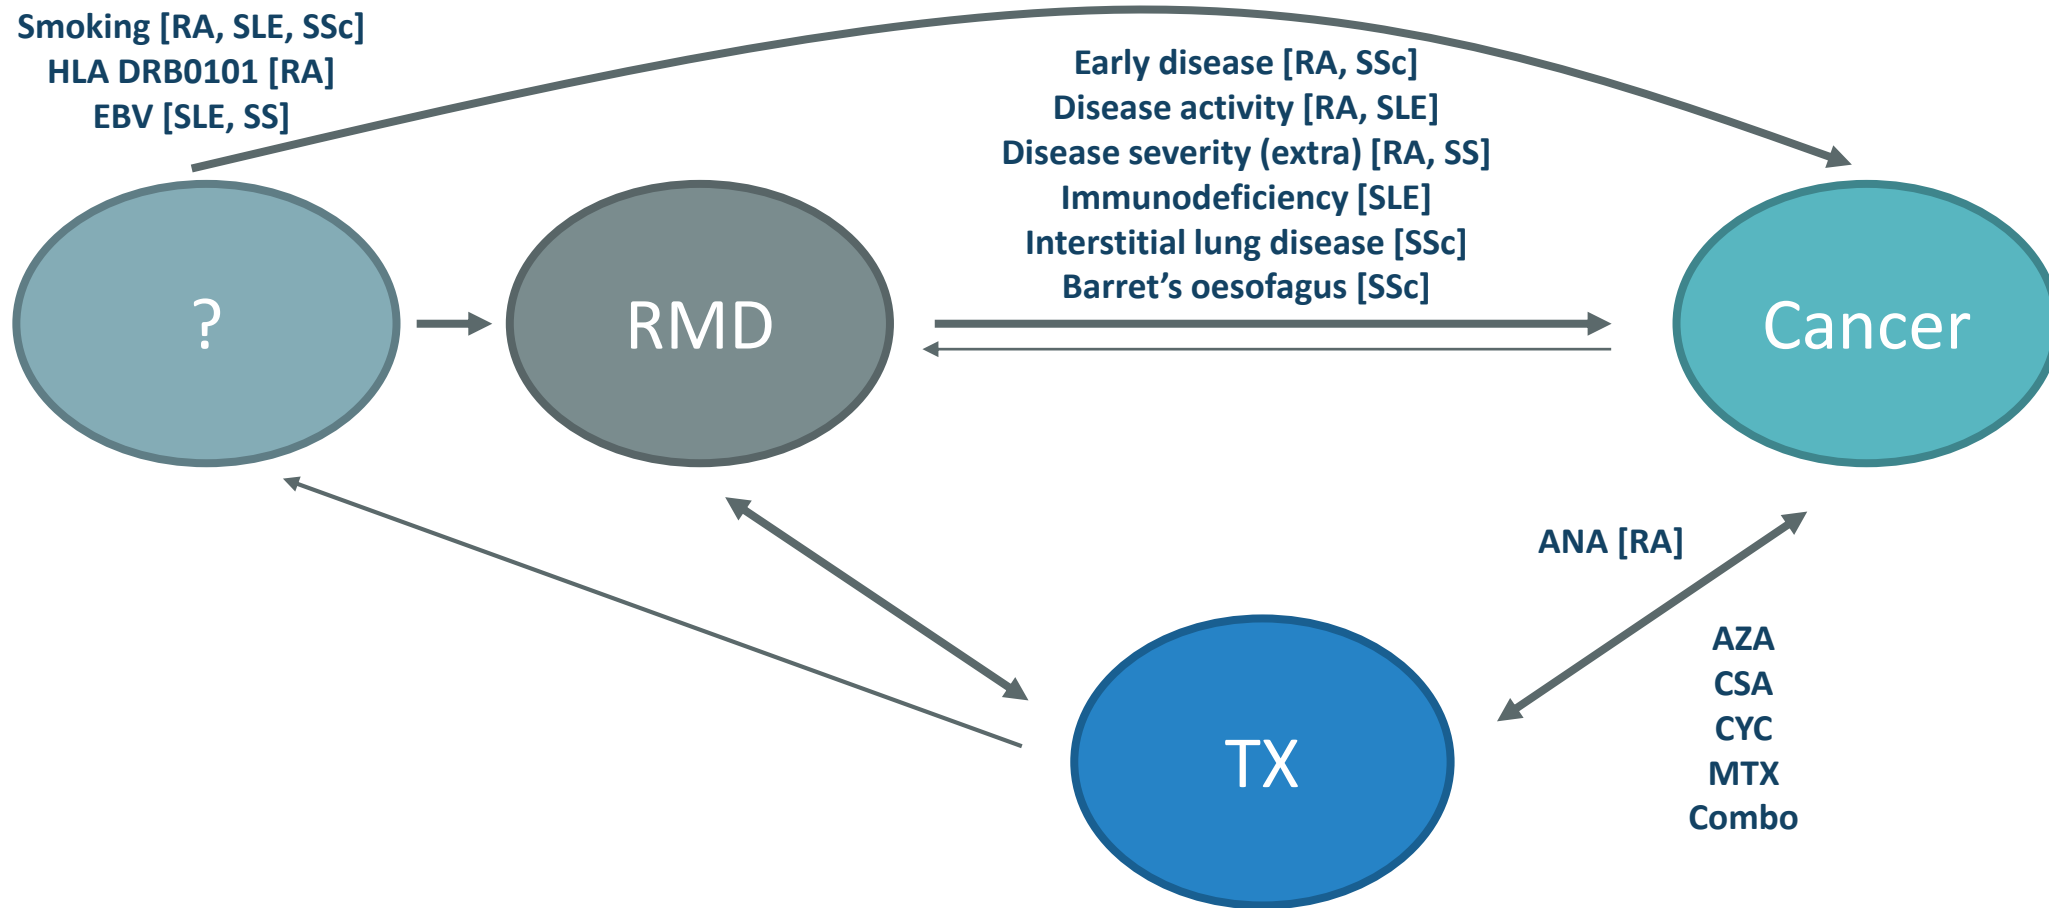 Smoking [RA, SLE, SSc]
HLA DRB0101 [RA]
EBV [SLE, SS]
Early disease [RA, SSc]
Disease activity [RA, SLE]
Disease severity (extra) [RA, SS]
Immunodeficiency [SLE]
Interstitial lung disease [SSc]
Barret’s oesofagus [SSc]
?
RMD
Cancer
ANA [RA]
TX
AZA
CSA
CYC
MTX
Combo